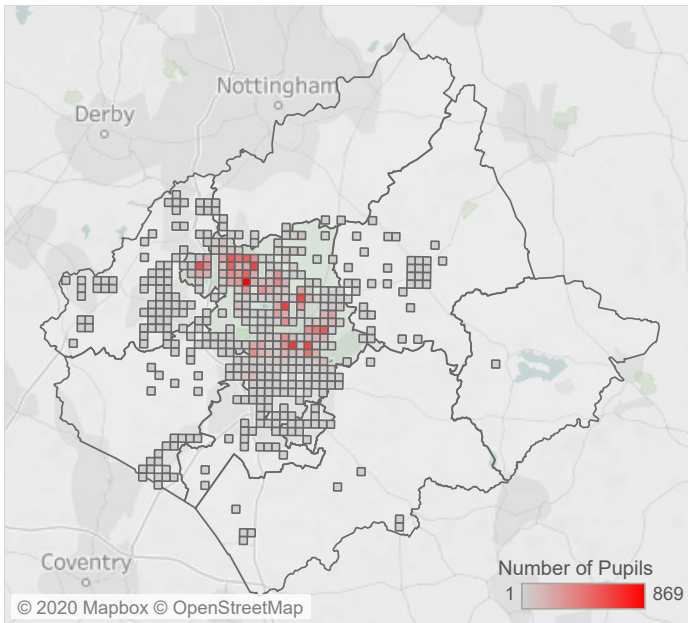 Nottingham
Derby
Coventry
Number of Pupils
1 869
© 2020 Mapbox © OpenStreetMap